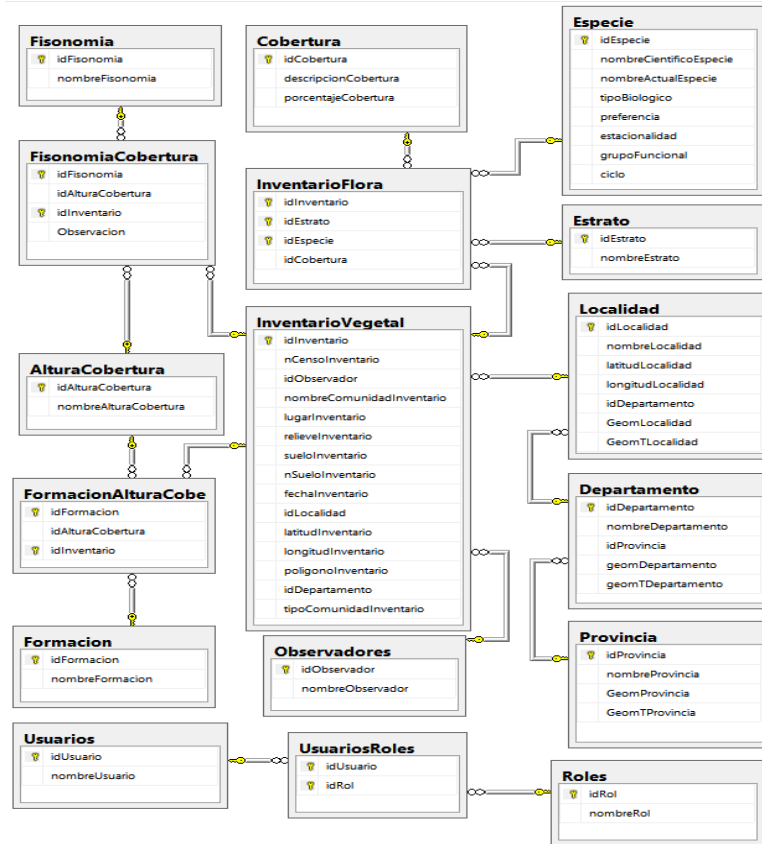 Fisonomia
idFisonomia
nombreFisonomia
Cobertura
idCobertura
descripcionCobertura
porcentajeCobertura
Especie
idEspecie
nombreCientificoEspecie
nombreActualEspecie
tipoBiologico
preferencia
estacionalidad
grupoFuncional
ciclo
FisonomiaCobertura
idFisonomia
idAlturaCobertura
idInventario
Observacion
InventarioFlora
idInventario
idEstrato
idEspecie
idCobertura
Estrato
idEstrato
nombreEstrato
InventarioVegetal
idInventario
nCensoInventario
idObservador
nombreComunidadInventario
lugarInventario
relieveInventario
sueloInventario
nSueloInventario
fechaInventario
idLocalidad
latitudInventario
longitudInventario
poligonoInventario
idDepartamento
tipoComunidadInventario
Localidad
idLocalidad
nombreLocalidad
latitudLocalidad
longitudLocalidad
idDepartamento
GeomLocalidad
GeomTLocalidad
AlturaCobertura
idAlturaCobertura
nombreAlturaCobertura
FormacionAlturaCobe
idFormacion
idAlturaCobertura
idInventario
Departamento
idDepartamento
nombreDepartamento
idProvincia
geomDepartamento
geomTDepartamento
Formacion
idFormacion
nombreFormacion
Observadores
idObservador
nombreObservador
Provincia
idProvincia
nombreProvincia
GeomProvincia
GeomTProvincia
Usuarios
idUsuario
nombreUsuario
UsuariosRoles
idUsuario
idRol
Roles
idRol
nombreRol